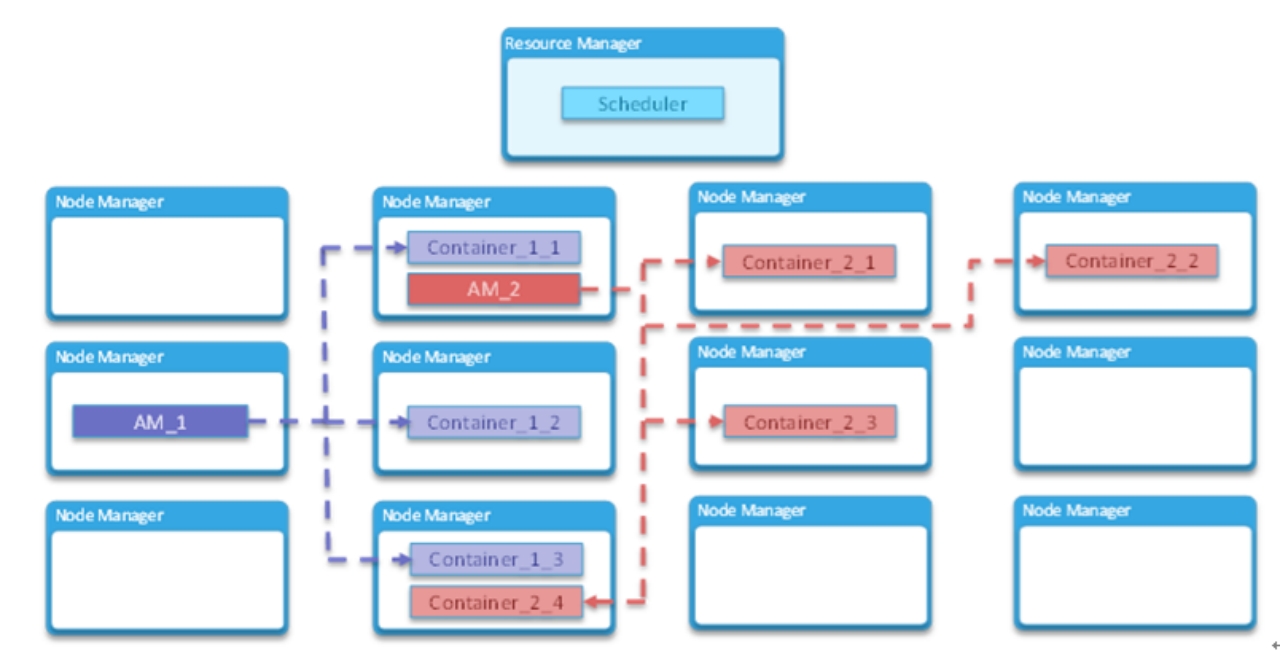 Resource Manager
Scheduler
Node Manager
Node Manager
Container_1_1
AM_2
Node Manager
Container_2_1
Node Manager
Container_2_2
Node Manager
AM_1
Node Manager
Container_1_2
Node Manager
Container_2_3
Node Manager
Node Manager
Node Manager
Container_1_3
Container_2_4
Node Manager
Node Manager